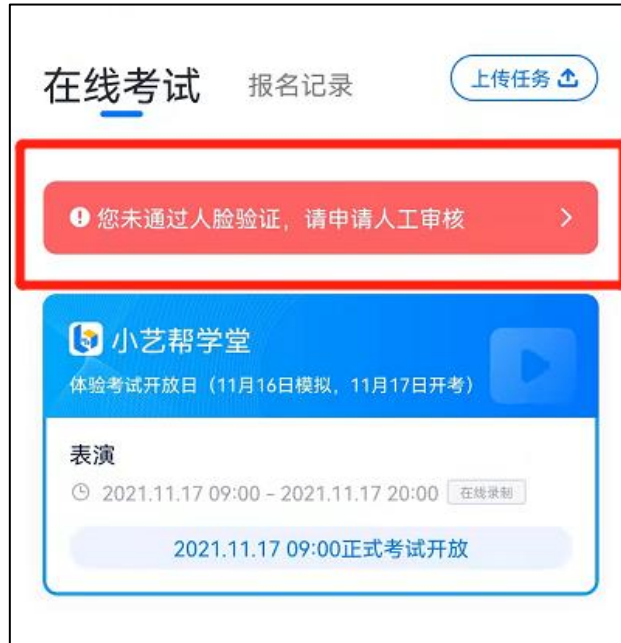 在线考试 报名记录 上传任务
您未通过人脸验证，请申请人工审核
小艺帮学堂
体验考试开放日（11月16日模拟，11月17日开考）
表演
2021.11.17 09:00 - 2021.11.17 20:00 在线录制
2021.11.17 09:00正式考试开放